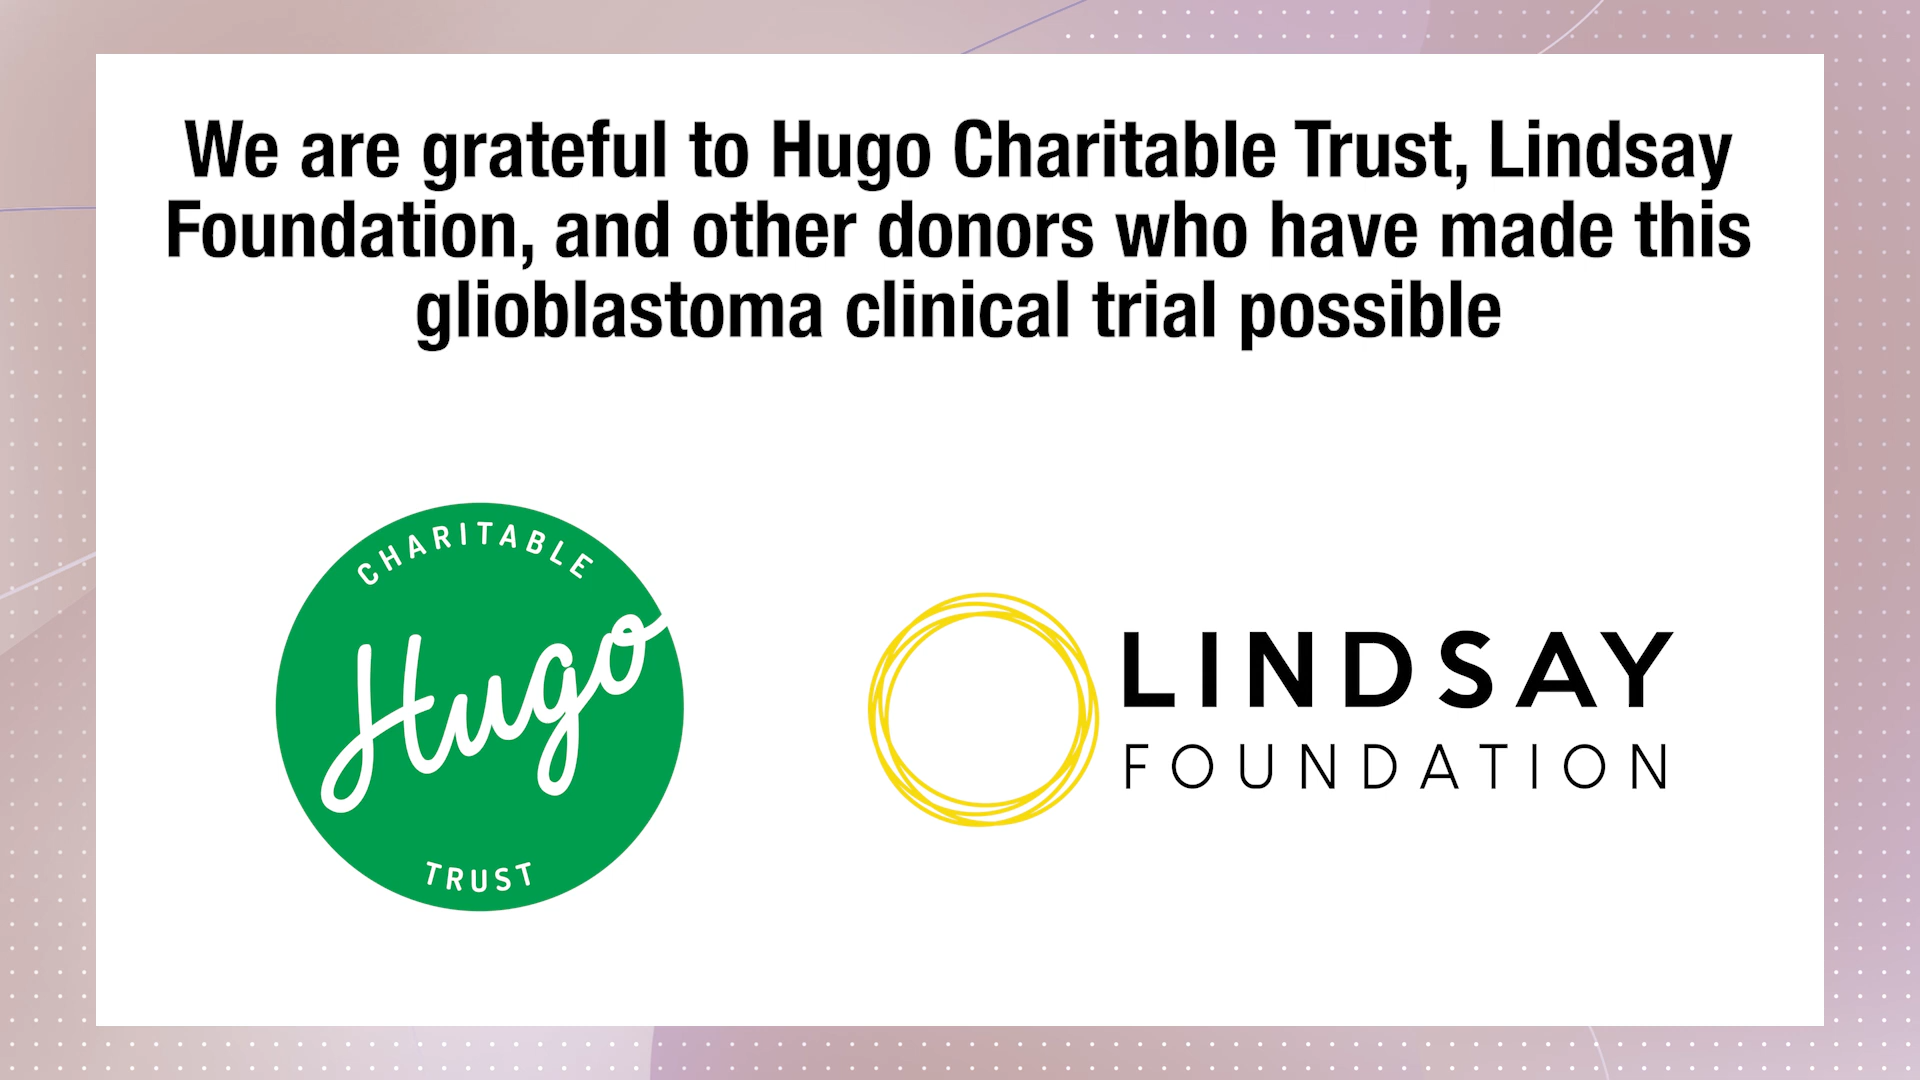 We are grateful to Hugo Charitable Trust, Lindsay
Foundation, and other donors who have made this
glioblastoma clinical trial possible
CHARITABLE
Hugo
TRUST
LINDSAY
FOUNDATION